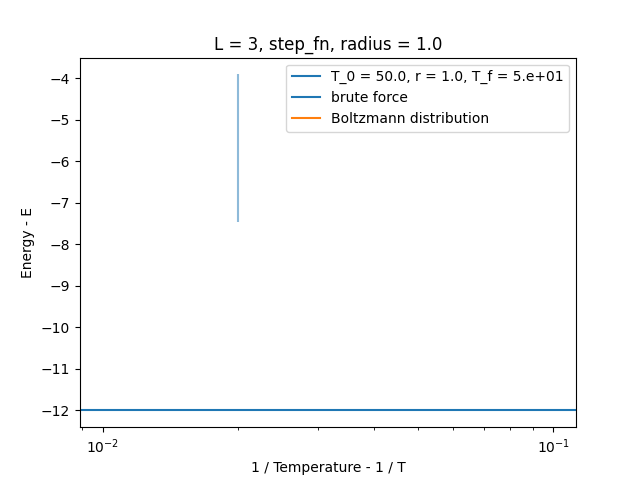 L = 3, step_fn, radius = 1.0
T_0 = 50.0, r = 1.0, T_f = 5.e+01
brute force
Boltzmann distribution
Energy - E
−4
−5
−6
−7
−8
−9
−10
−11
−12
10⁻² 10⁻¹
1 / Temperature - 1 / T